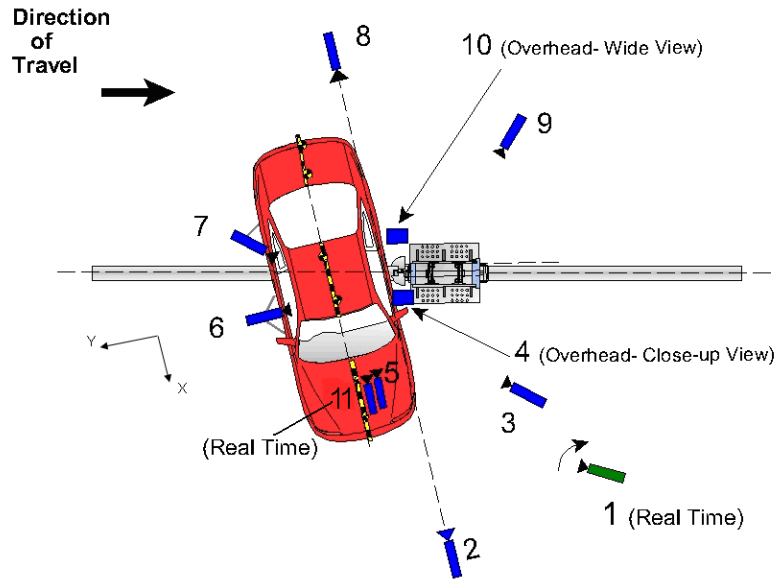 Direction
of
Travel
8
10 (Overhead- Wide View)
9
7
6
Y
X
4 (Overhead- Close-up View)
5
11
3
(Real Time)
1 (Real Time)
2